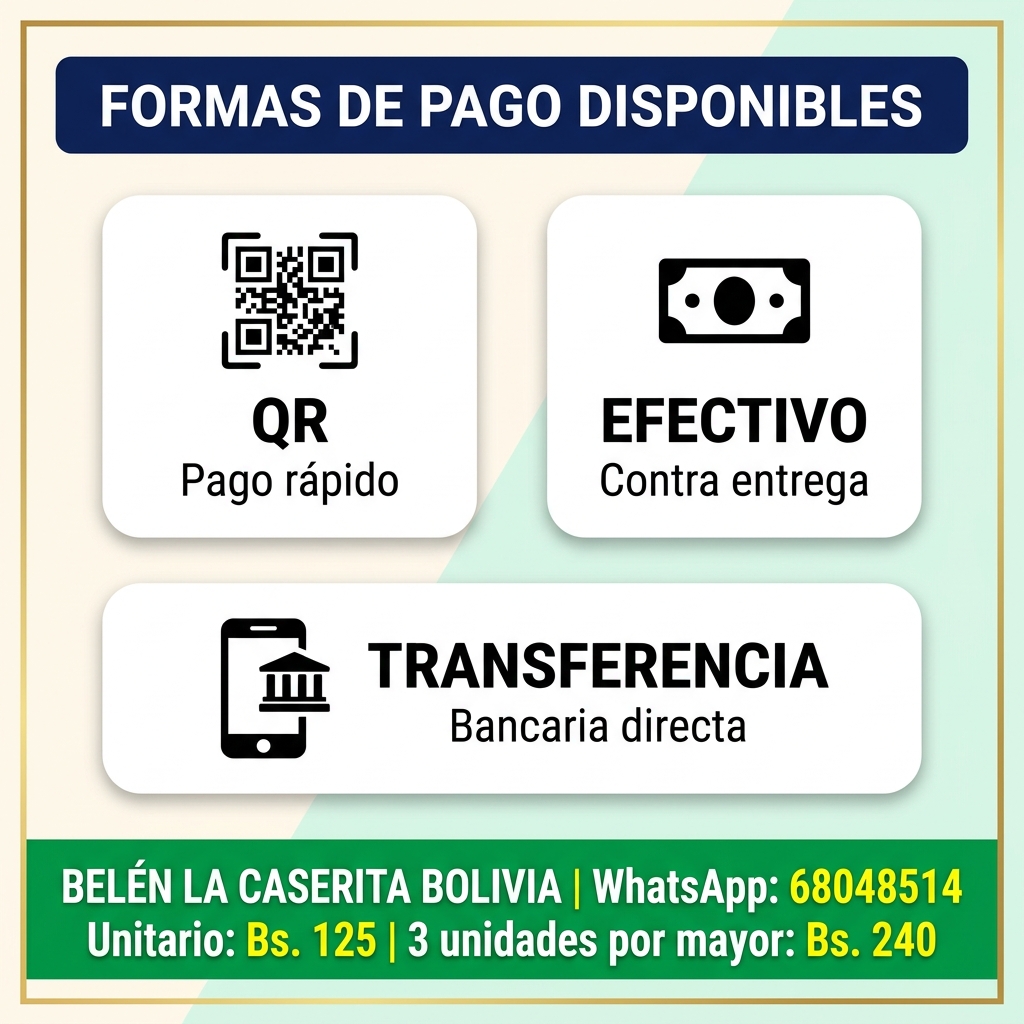 FORMAS DE PAGO DISPONIBLES
QR
Pago rápido
EFECTIVO
Contra entrega
TRANSFERENCIA
Bancaria directa
BELÉN LA CASERITA BOLIVIA | WhatsApp: 68048514
Unitario: Bs. 125 | 3 unidades por mayor: Bs. 240